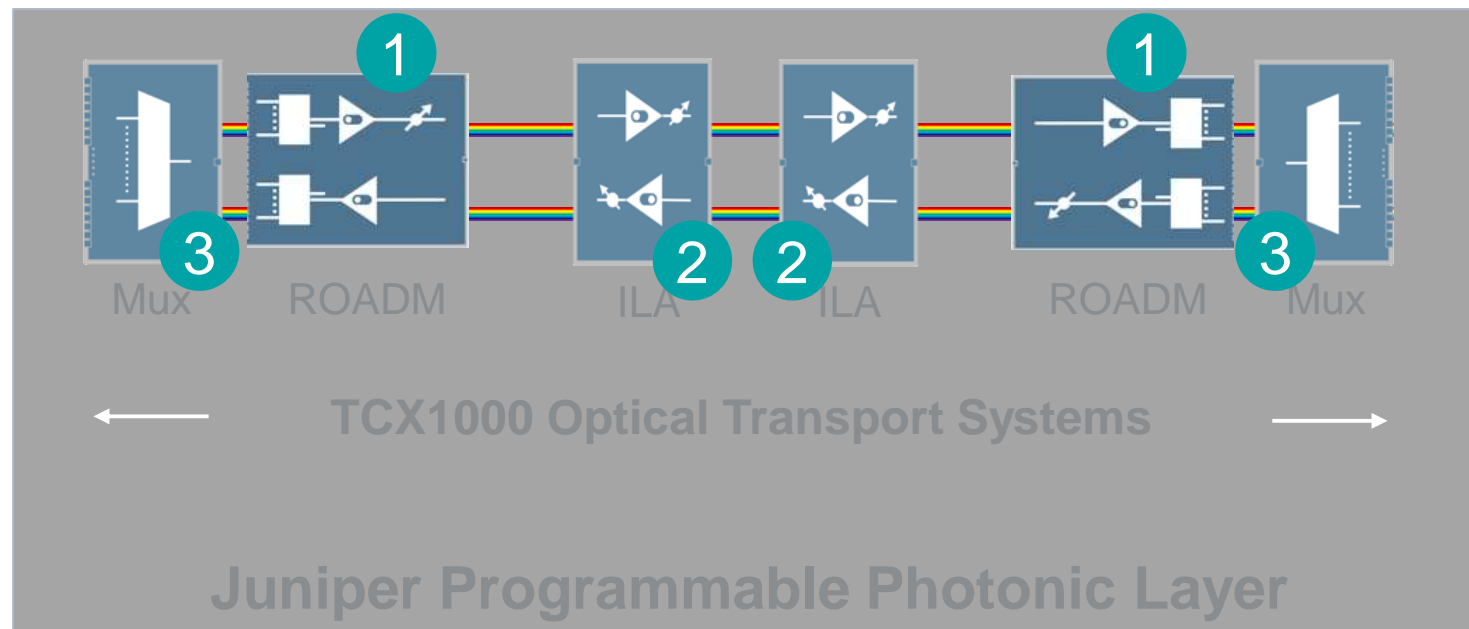 1 1
2 2
3 3
Mux ROADM ILA ILA ROADM Mux
TCX1000 Optical Transport Systems
Juniper Programmable Photonic Layer